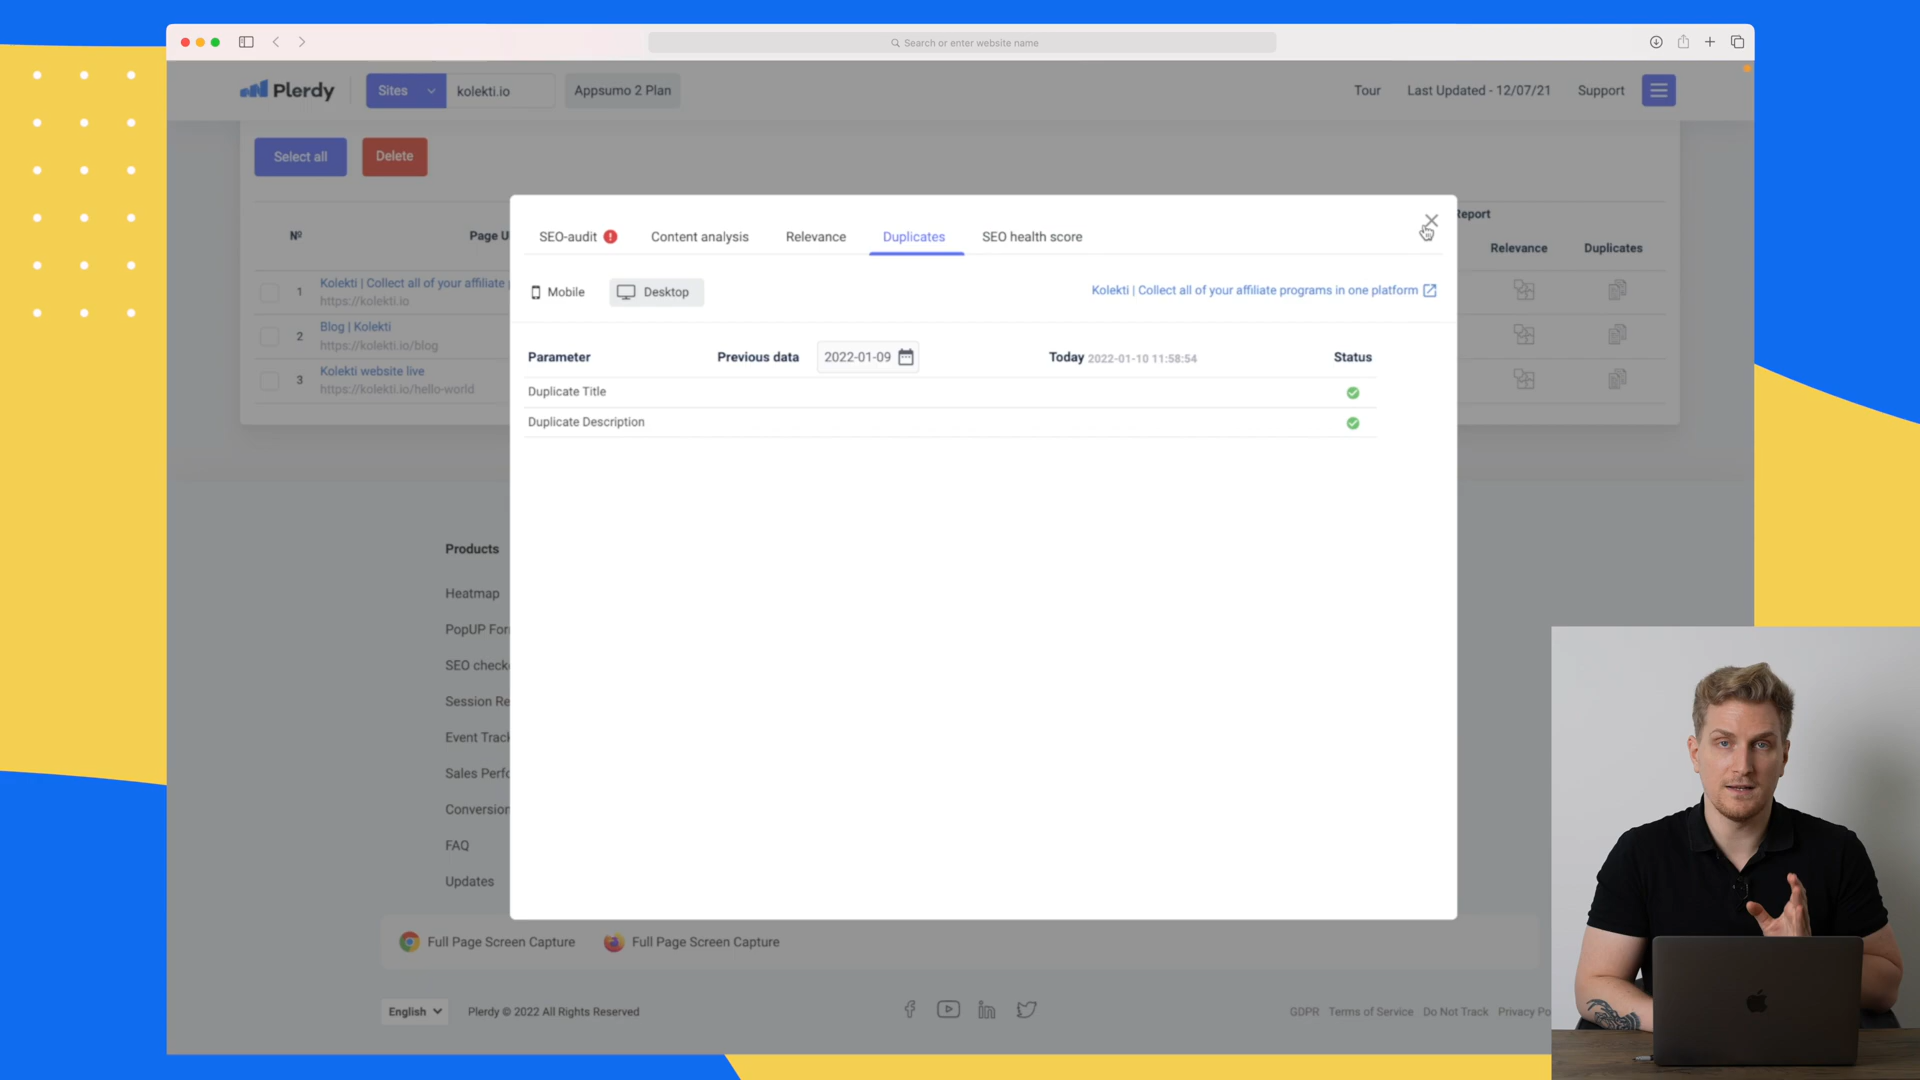 Search or enter website name
Plerdy
Sites
kolekti.io
Appsumo 2 Plan
Tour
Last Updated - 12/07/21
Support
Select all
Delete
Nº
Page U
Report
Relevance
Duplicates
1
Kolekti | Collect all of your affiliate
https://kolekti.io
2
Blog | Kolekti
https://kolekti.io/blog
3
Kolekti website live
https://kolekti.io/hello-world
SEO-audit
Content analysis
Relevance
Duplicates
SEO health score
Mobile
Desktop
Kolekti | Collect all of your affiliate programs in one platform
Parameter
Previous data
2022-01-09
Today 2022-01-10 11:58:54
Status
Duplicate Title
Duplicate Description
Products
Heatmap
PopUP For
SEO check
Session Re
Event Track
Sales Perf
Conversion
FAQ
Updates
Full Page Screen Capture
Full Page Screen Capture
English
Plerdy © 2022 All Rights Reserved
GDPR
Terms of Service
Do Not Track
Privacy Po